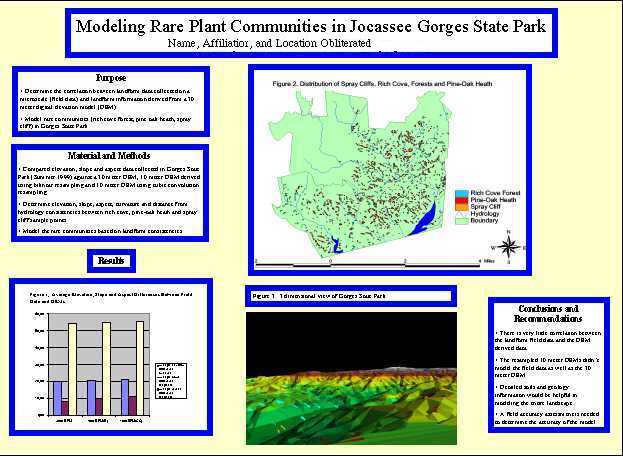 Modeling Rare Plant Communities in Jocassee Gorges State Park
Name, Affiliation, and Location Obliterated
Purpose
• Determine the correlation between landform data collected on a
microscale (field data) and landform information derived from a 30
meter digital elevation model (DEM)
• Model rare communities (rich cove forest, pine oak heath, spray
cliff) in Gorges State Park
Material and Methods
• Compared elevation, slope and aspect data collected in Gorges State
Park (Summer 1999) against a 30 meter DEM, 10 meter DEM derived
using bilinear resampling and 10 meter DEM using cubic convolution
resampling
• Determine elevation, slope, aspect, curvature and distance from
hydrology consistencies between rich cove, pine-oak heath and spray
cliff sample points
• Model the rare communities based on landform consistencies
Results
Figure 1. Average Elevation, Slope and Aspect Differences Between Field
Data and DEMs
Figure 2. Distribution of Spray Cliffs, Rich Cove, Forests and Pine-Oak Heath
Rich Cove Forest
Pine-Oak Heath
Spray Cliff
Hydrology
Boundary
2 0 2 4 Miles
N
W E
S
Figure 3. 3 dimensional view of Gorges State Park
Conclusions and
Recommendations
• There is very little correlation between
the landform field data and the DEM
derived data
• The resampled 10 meter DEMs didn't
model the field data as well as the 30
meter DEM
• Detailed soils and geology
information would be helpful in
modeling the entire landscape
• A field accuracy assessment is needed
to determine the accuracy of the model